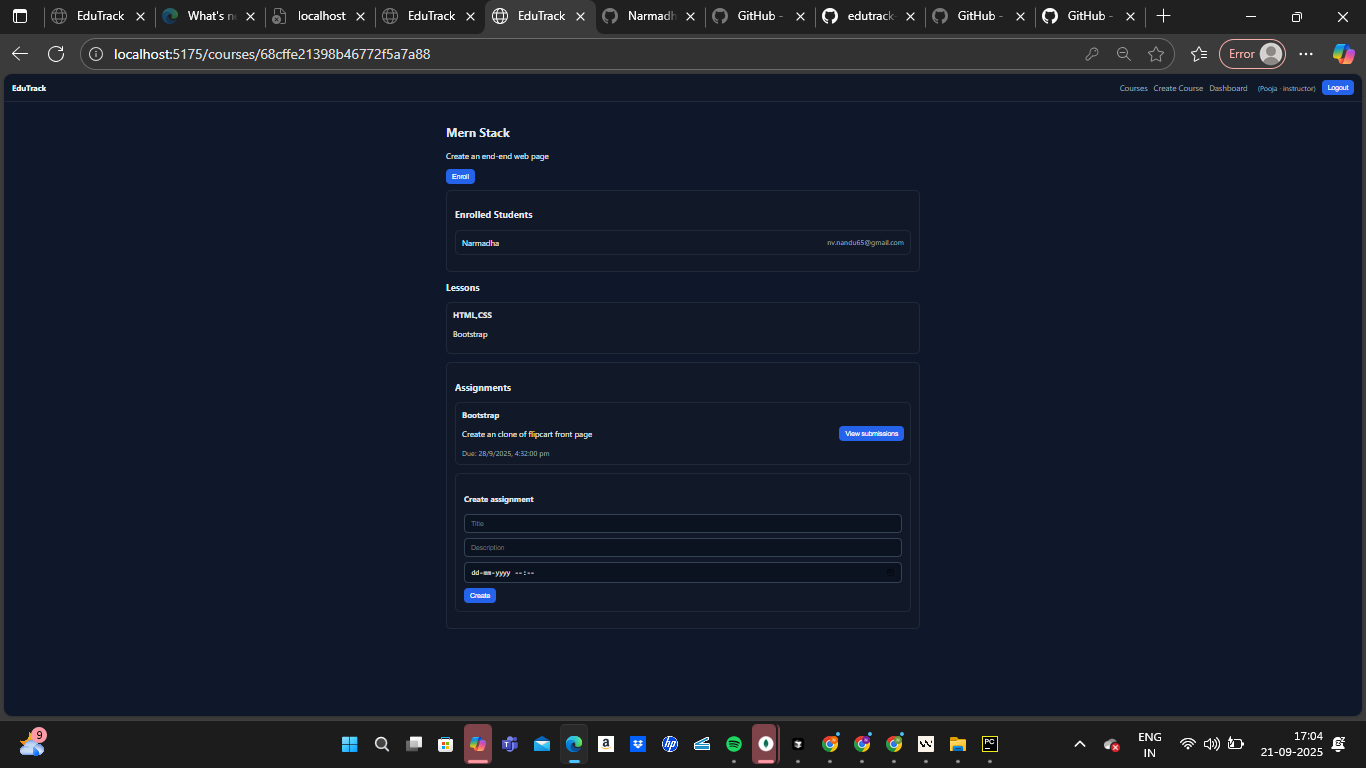 EduTrack
What's n
localhost
EduTrack
EduTrack
Narmadh
GitHub -
edutrack-
GitHub -
GitHub -
localhost:5175/courses/68cffe21398b46772f5a7a88
Error
EduTrack
Courses Create Course Dashboard (Pooja · instructor) Logout
Mern Stack
Create an end-end web page
Enroll
Enrolled Students
Narmadha nv.nandu65@gmail.com
Lessons
HTML,CSS
Bootstrap
Assignments
Bootstrap
Create an clone of flipcart front page
View submissions
Due: 28/9/2025, 4:32:00 pm
Create assignment
Title
Description
dd-mm-yyyy --:--
Create
9
ENG
IN
17:04
21-09-2025